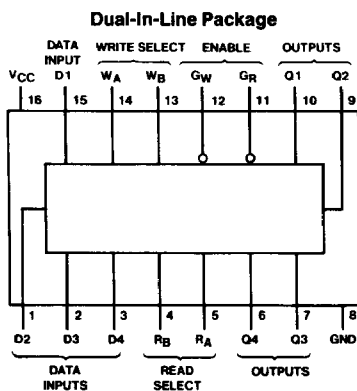 Dual-In-Line Package
DATA INPUT WRITE SELECT ENABLE OUTPUTS
VCC D1 WA WB GW GR Q1 Q2
16 15 14 13 12 11 10 9
1 2 3 4 5 6 7 8
D2 D3 D4 RB RA Q4 Q3 GND
DATA INPUTS READ SELECT OUTPUTS